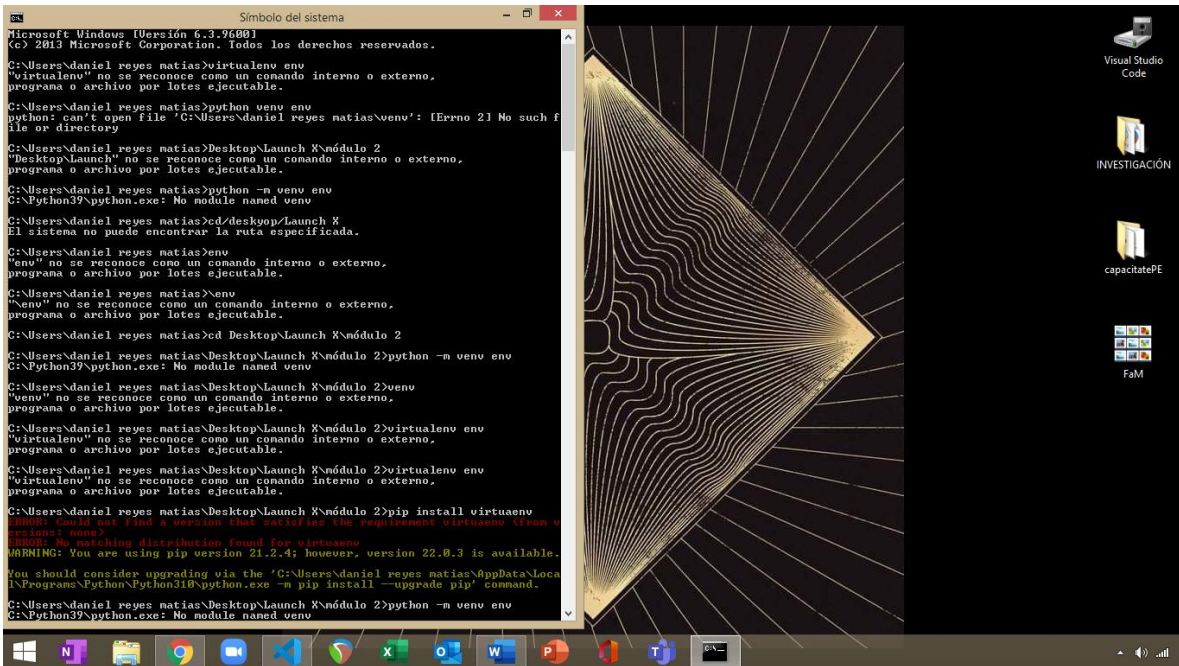 Símbolo del sistema
Microsoft Windows [Versión 6.3.9600]
(c) 2013 Microsoft Corporation. Todos los derechos reservados.
C:\Users\daniel reyes matias>virtualenv env
"virtualenv" no se reconoce como un comando interno o externo,
programa o archivo por lotes ejecutable.
C:\Users\daniel reyes matias>python venv env
python: can't open file 'C:\Users\daniel reyes matias\venv': [Errno 2] No such f
ile or directory
C:\Users\daniel reyes matias>Desktop\Launch X\módulo 2
"Desktop\Launch" no se reconoce como un comando interno o externo,
programa o archivo por lotes ejecutable.
C:\Users\daniel reyes matias>python -m venv env
C:\Python39\python.exe: No module named venv
C:\Users\daniel reyes matias>cd/deskyop/Launch X
El sistema no puede encontrar la ruta especificada.
C:\Users\daniel reyes matias>env
"env" no se reconoce como un comando interno o externo,
programa o archivo por lotes ejecutable.
C:\Users\daniel reyes matias>\env
"\env" no se reconoce como un comando interno o externo,
programa o archivo por lotes ejecutable.
C:\Users\daniel reyes matias>cd Desktop\Launch X\módulo 2
C:\Users\daniel reyes matias\Desktop\Launch X\módulo 2>python -m venv env
C:\Python39\python.exe: No module named venv
C:\Users\daniel reyes matias\Desktop\Launch X\módulo 2>venv
"venv" no se reconoce como un comando interno o externo,
programa o archivo por lotes ejecutable.
C:\Users\daniel reyes matias\Desktop\Launch X\módulo 2>virtualenv env
"virtualenv" no se reconoce como un comando interno o externo,
programa o archivo por lotes ejecutable.
C:\Users\daniel reyes matias\Desktop\Launch X\módulo 2>virtualenv env
"virtualenv" no se reconoce como un comando interno o externo,
programa o archivo por lotes ejecutable.
C:\Users\daniel reyes matias\Desktop\Launch X\módulo 2>pip install virtuaenv
ERROR: Could not find a version that satisfies the requirement virtuaenv (from v
ersions: none)
ERROR: No matching distribution found for virtuaenv
WARNING: You are using pip version 21.2.4; however, version 22.0.3 is available.
You should consider upgrading via the 'C:\Users\daniel reyes matias\AppData\Loca
l\Programs\Python\Python310\python.exe -m pip install --upgrade pip' command.
C:\Users\daniel reyes matias\Desktop\Launch X\módulo 2>python -m venv env
C:\Python39\python.exe: No module named venv
Visual Studio
Code
INVESTIGACIÓN
capacitatePE
FaM